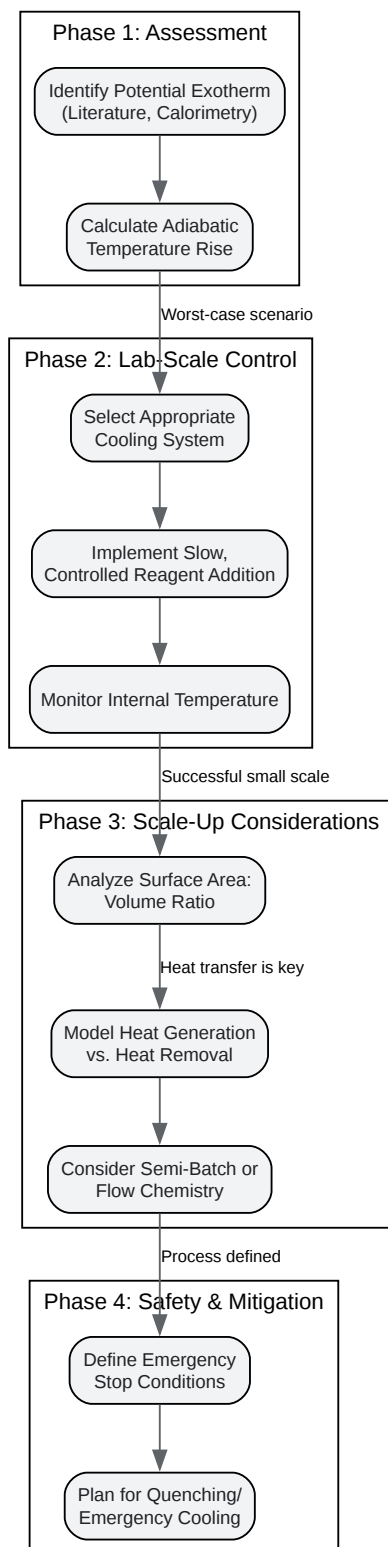 Phase 1: Assessment
Identify Potential Exotherm
(Literature, Calorimetry)
Calculate Adiabatic
Temperature Rise
Worst-case scenario
Phase 2: Lab-Scale Control
Select Appropriate
Cooling System
Implement Slow,
Controlled Reagent Addition
Monitor Internal Temperature
Successful small scale
Phase 3: Scale-Up Considerations
Analyze Surface Area:
Volume Ratio
Heat transfer is key
Model Heat Generation
vs. Heat Removal
Consider Semi-Batch or
Flow Chemistry
Process defined
Phase 4: Safety & Mitigation
Define Emergency
Stop Conditions
Plan for Quenching/
Emergency Cooling